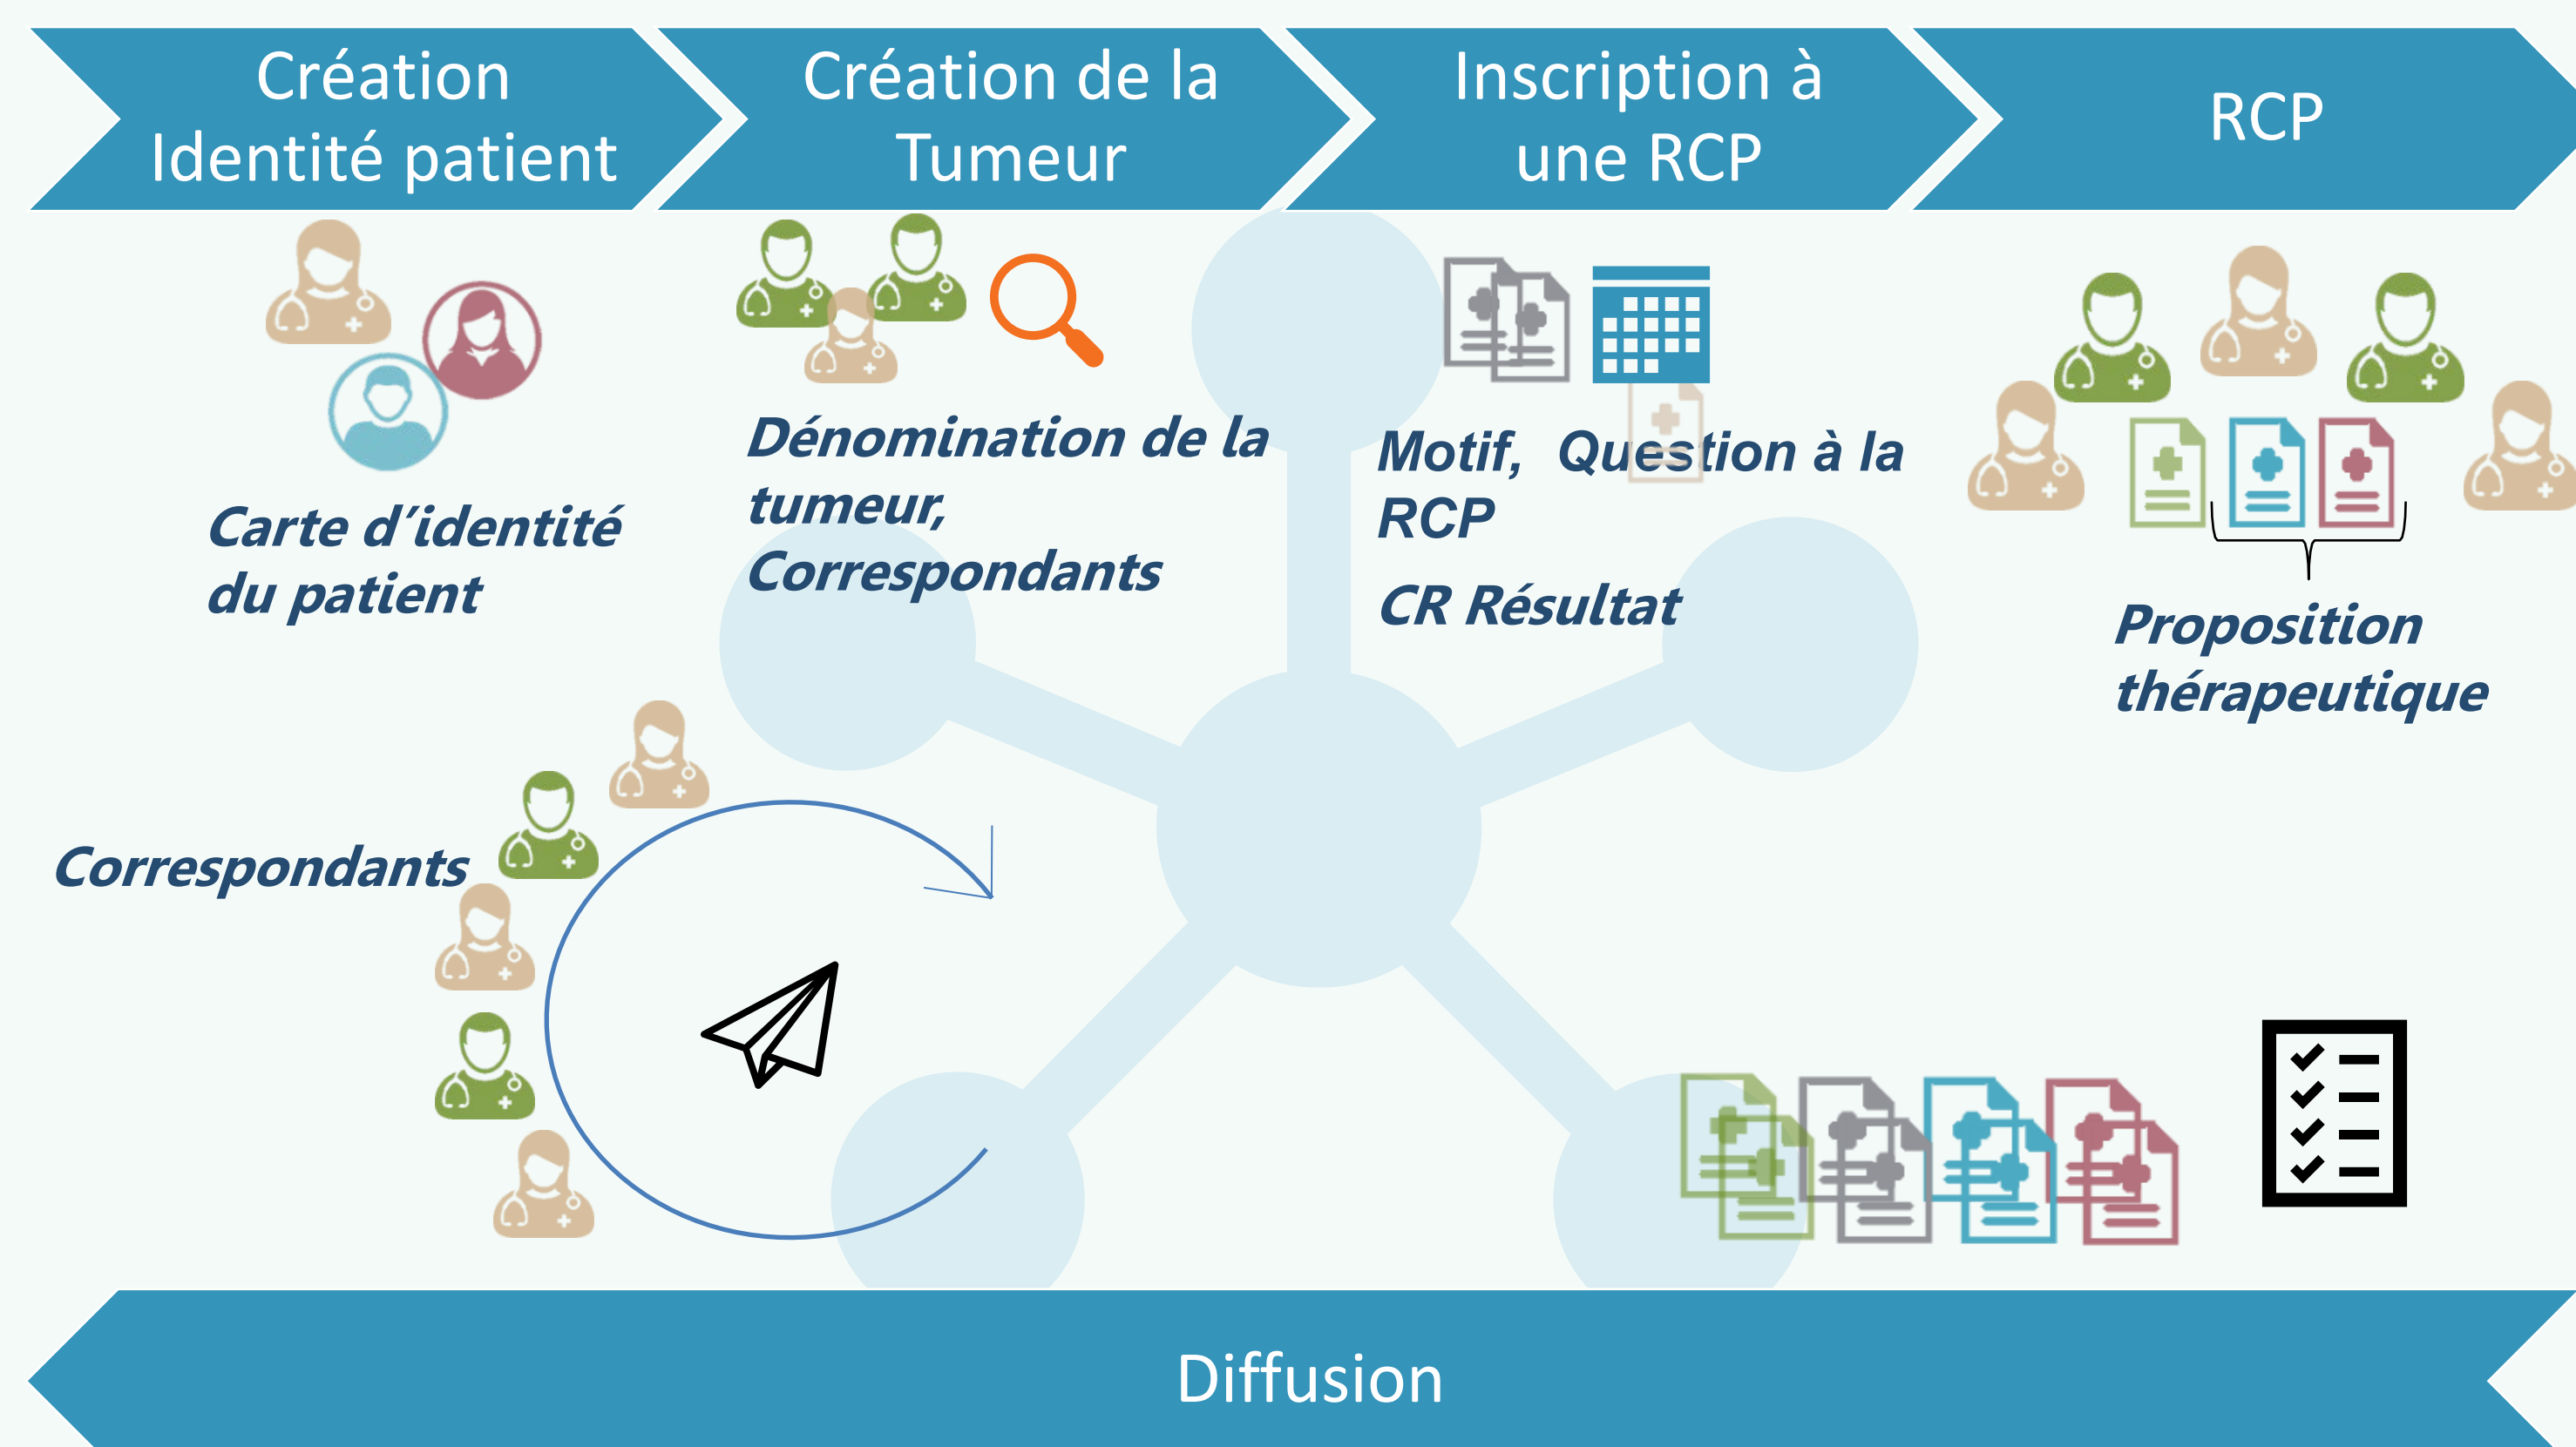 Création
Identité patient
Création de la
Tumeur
Inscription à
une RCP
RCP
Carte d’identité
du patient
Dénomination de la
tumeur,
Correspondants
Motif,  Question à la
RCP
CR Résultat
Proposition
thérapeutique
Correspondants
Diffusion